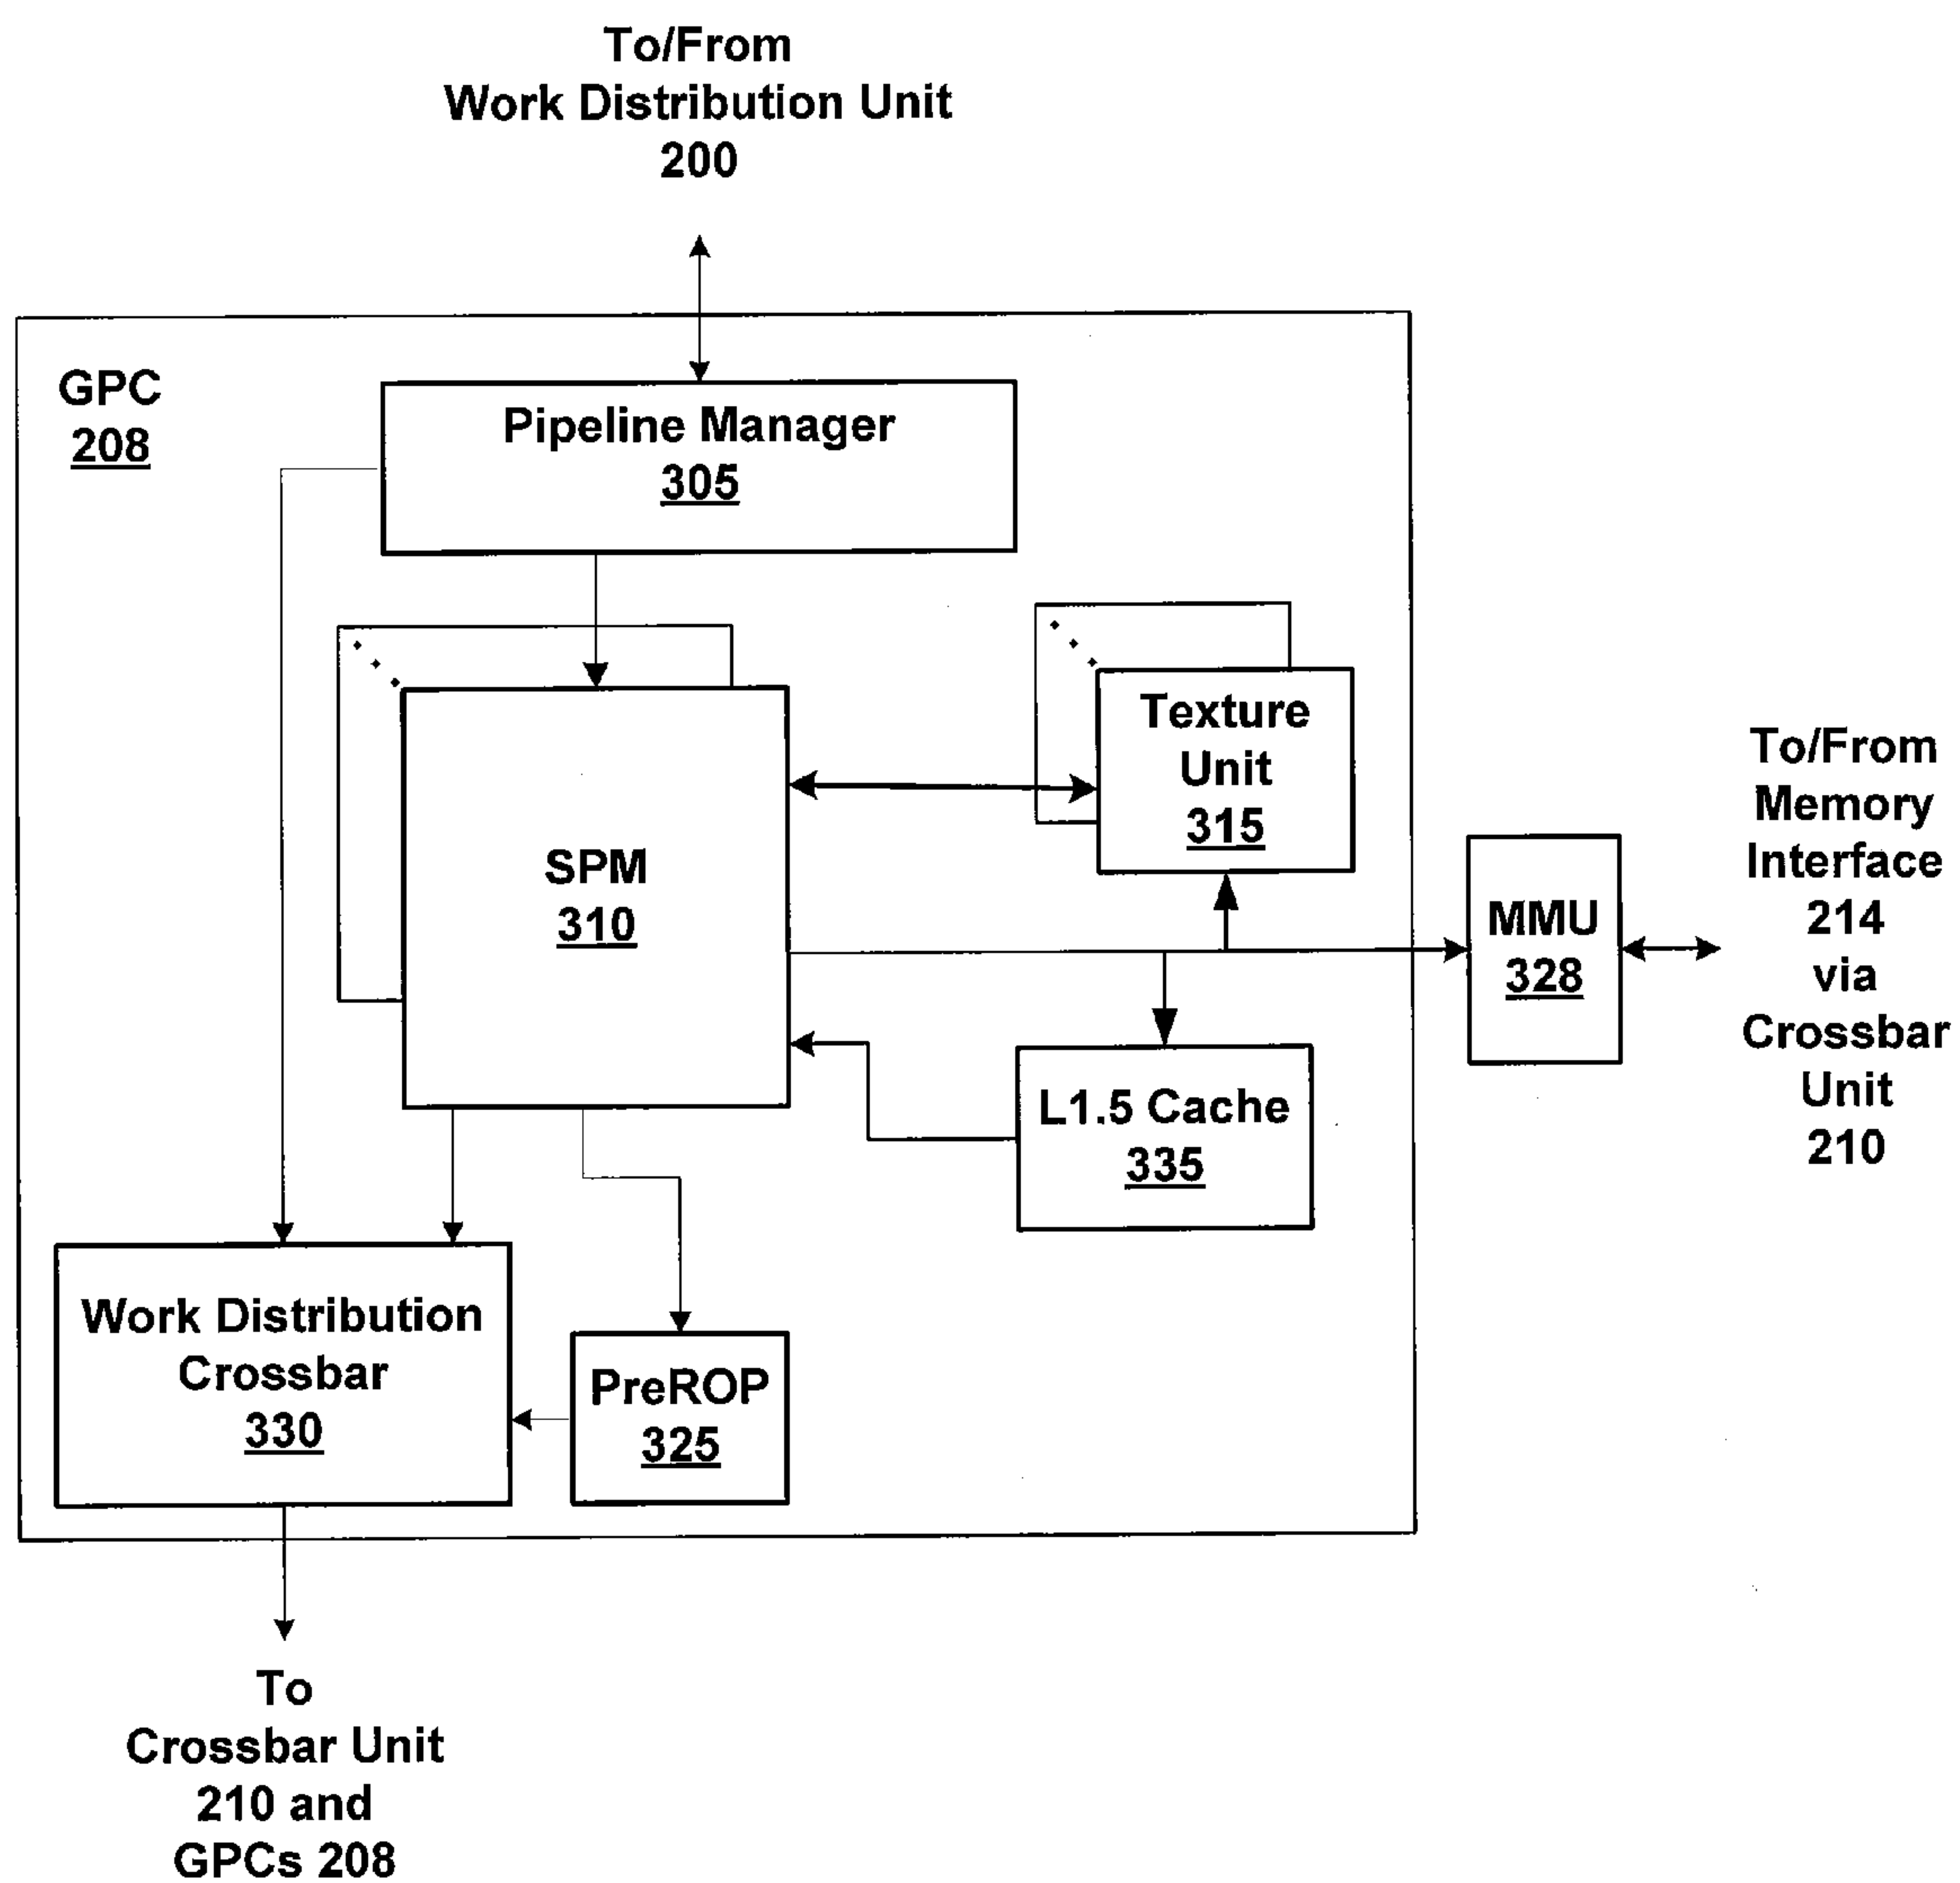 To/From
Work Distribution Unit
200
GPC
208
Pipeline Manager
305
Texture
Unit
315
SPM
310
To/From
Memory
Interface
214
via
Crossbar
Unit
210
MMU
328
L1.5 Cache
335
Work Distribution
Crossbar
330
PreROP
325
To
Crossbar Unit
210 and
GPCs 208